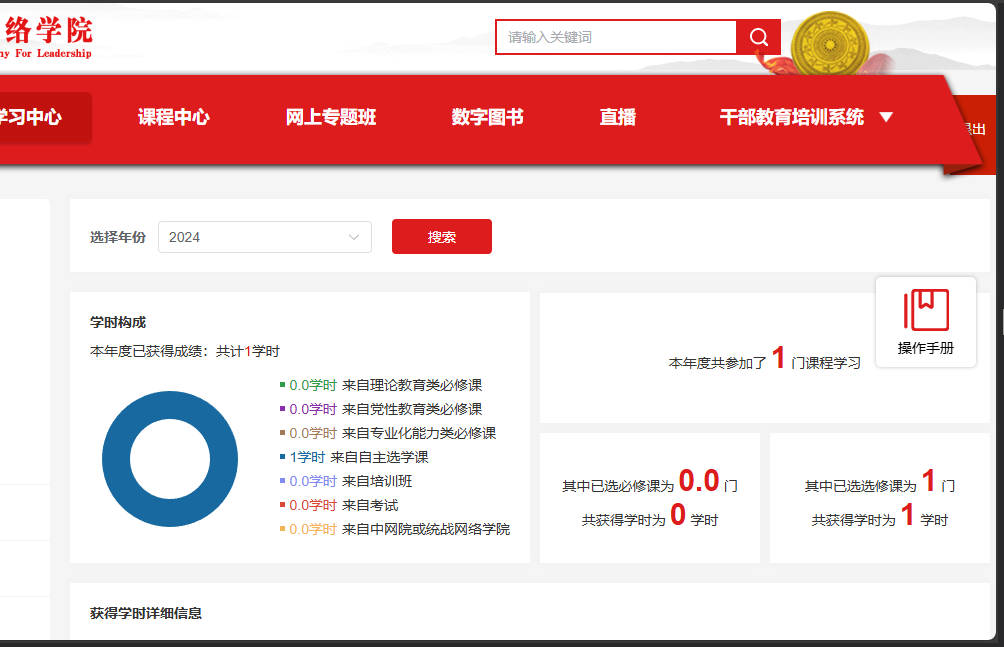 络学院
ny For Leadership
请输入关键词
学习中心
课程中心
网上专题班
数字图书
直播
干部教育培训系统
退出
选择年份
2024
搜索
操作手册
学时构成
本年度已获得成绩：共计1学时
0.0学时 来自理论教育类必修课
0.0学时 来自党性教育类必修课
0.0学时 来自专业化能力类必修课
1学时 来自自主选学课
0.0学时 来自培训班
0.0学时 来自考试
0.0学时 来自中网院或统战网络学院
本年度共参加了 1 门课程学习
其中已选必修课为 0.0 门
共获得学时为 0 学时
其中已选选修课为 1 门
共获得学时为 1 学时
获得学时详细信息